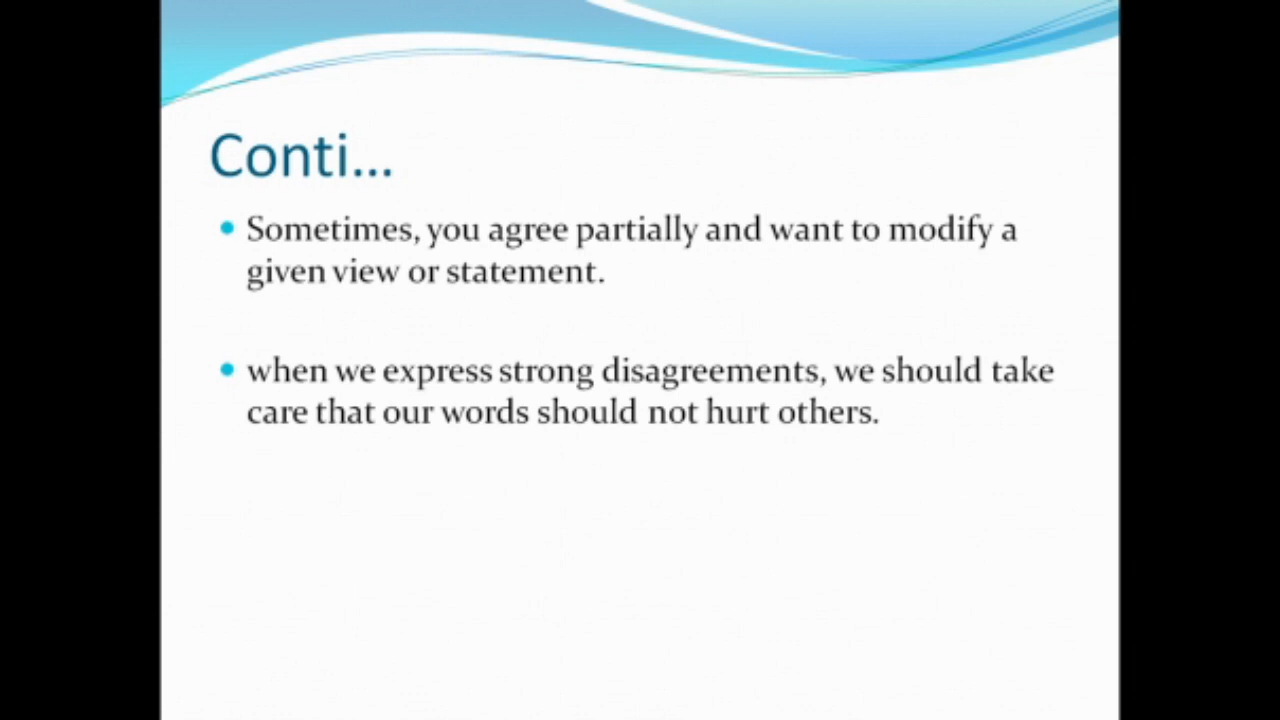 Conti...
Sometimes, you agree partially and want to modify a
given view or statement.
when we express strong disagreements, we should take
care that our words should not hurt others.